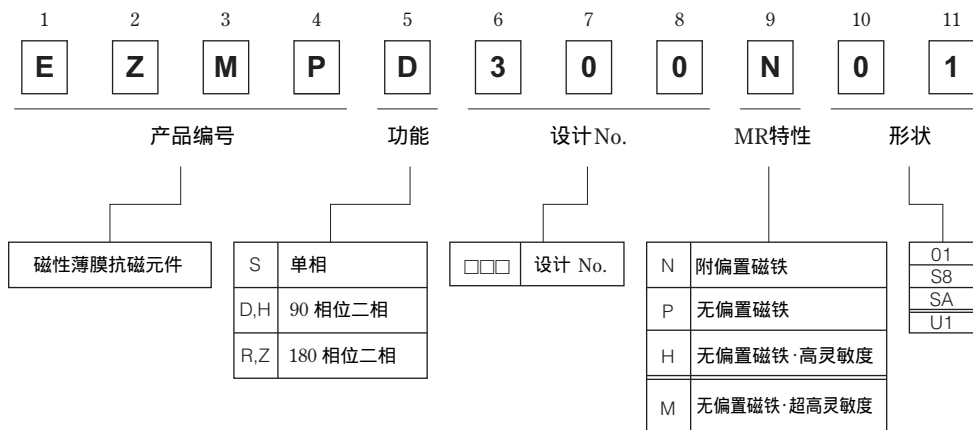 1 2 3 4 5 6 7 8 9 10 11
E Z M P D 3 0 0 N 0 1
产品编号 功能 设计No. MR特性 形状
磁性薄膜抗磁元件
S 单相
D,H 90 相位二相
R,Z 180 相位二相
□□□ 设计 No.
N 附偏置磁铁
P 无偏置磁铁
H 无偏置磁铁·高灵敏度
M 无偏置磁铁·超高灵敏度
01
S8
SA
U1